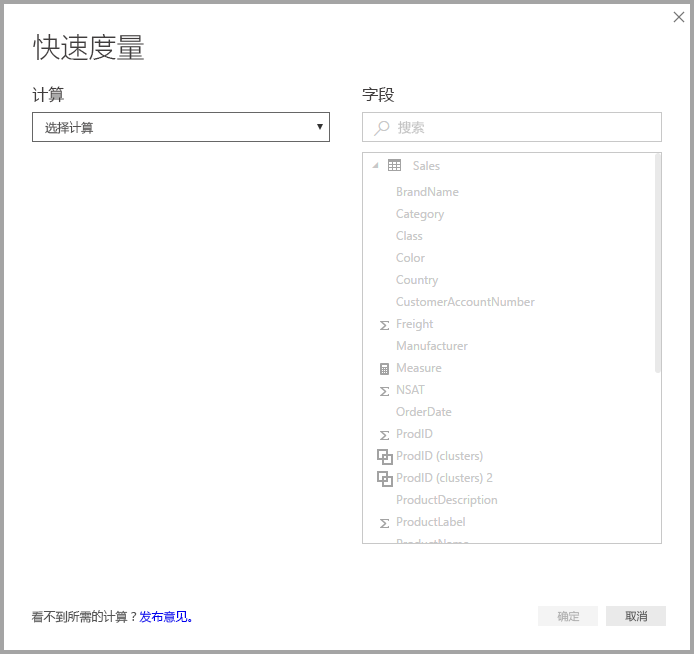 快速度量
计算
选择计算
字段
搜索
Sales
BrandName
Category
Class
Color
Country
CustomerAccountNumber
Freight
Manufacturer
Measure
NSAT
OrderDate
ProdID
ProdID (clusters)
ProdID (clusters) 2
ProductDescription
ProductLabel
ProductName
看不到所需的计算？发布意见。
确定
取消